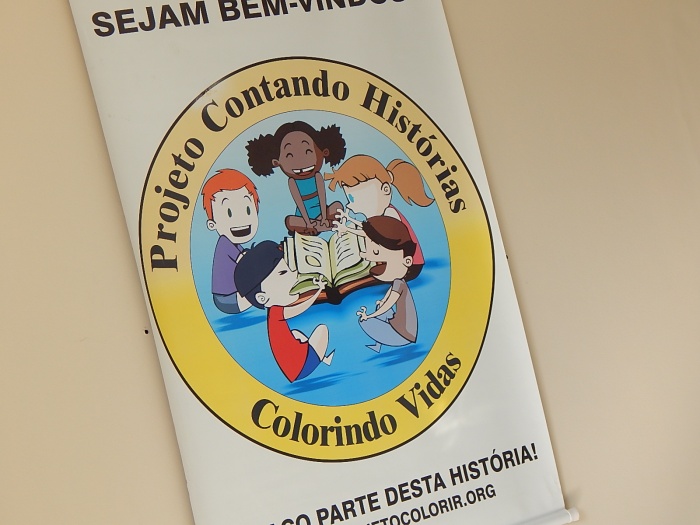 SEJAM BEM-VINDOS
Projeto Contando Histórias
Colorindo Vidas
PARTE DESTA HISTÓRIA!